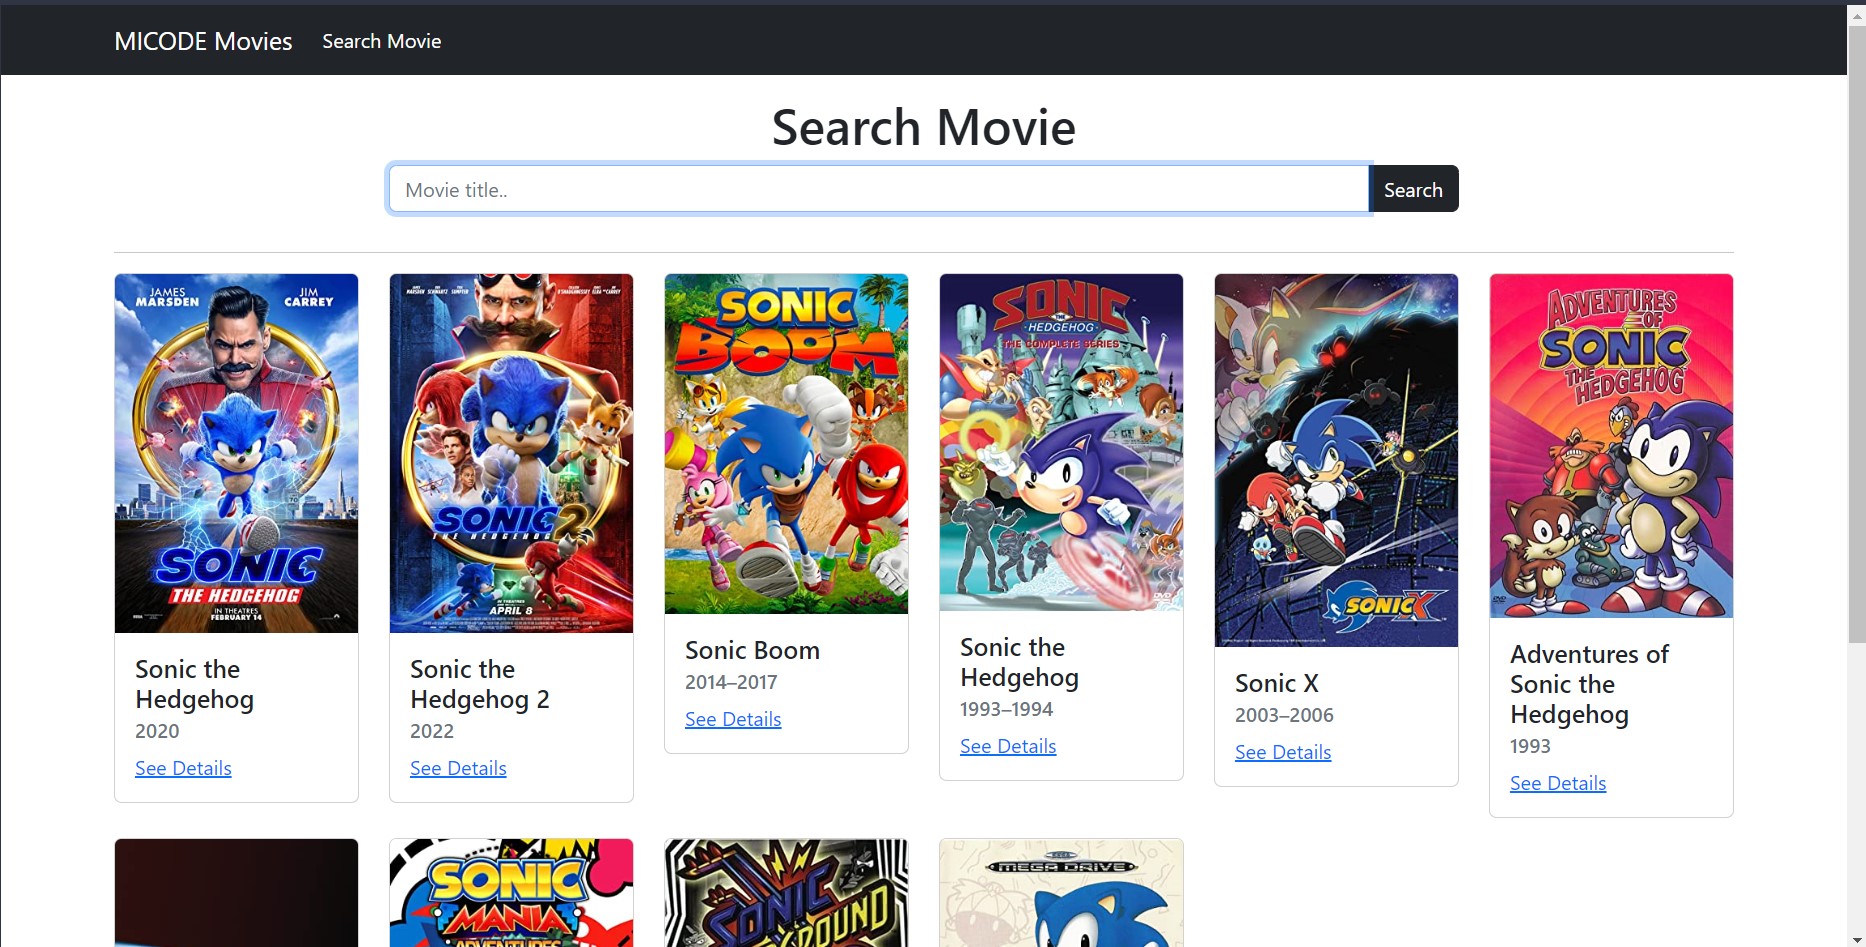 MICODE Movies
Search Movie
Search Movie
Movie title..
Search
JAMES
MARSDEN
JIM
CARREY
SONIC
THE HEDGEHOG
IN THEATRES
FEBRUARY 14
Sonic the
Hedgehog
2020
See Details
SONIC 2
THE HEDGEHOG
IN THEATRES
APRIL 8
Sonic the
Hedgehog 2
2022
See Details
SONIC
BOOM
Sonic Boom
2014–2017
See Details
SONIC
THE
HEDGEHOG
THE COMPLETE SERIES
Sonic the
Hedgehog
1993–1994
See Details
SONIC X
Sonic X
2003–2006
See Details
ADVENTURES
OF
SONIC
THE
HEDGEHOG
Adventures of
Sonic the
Hedgehog
1993
See Details
SONIC
MANIA
ADVENTURES
SONIC
MEGA DRIVE